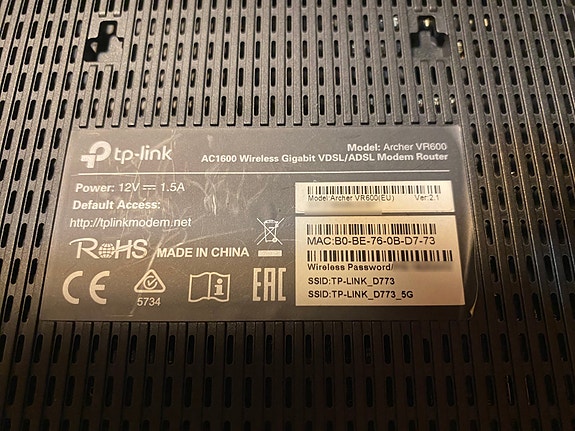 tp-link
Model: Archer VR600
AC1600 Wireless Gigabit VDSL/ADSL Modem Router
Power: 12V⎓1.5A
Default Access:
http://tplinkmodem.net
RoHS MADE IN CHINA
CE
5734
EAC
Model:Archer VR600(EU) Ver:2.1
MAC:B0-BE-76-0B-D7-73
Wireless Password/
SSID:TP-LINK_D773
SSID:TP-LINK_D773_5G